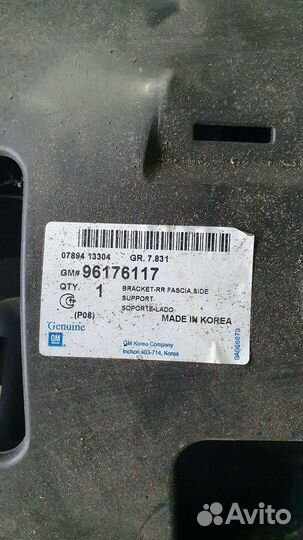 07894 13304 GR. 7.831
GM# 96176117
QTY. 1 BRACKET-RR FASCIA,SIDE
SUPPORT
SOPORTE-LADO
(P08) MADE IN KOREA
Genuine
GM
GM Korea Company
Incheon 403-714, Korea
Avito